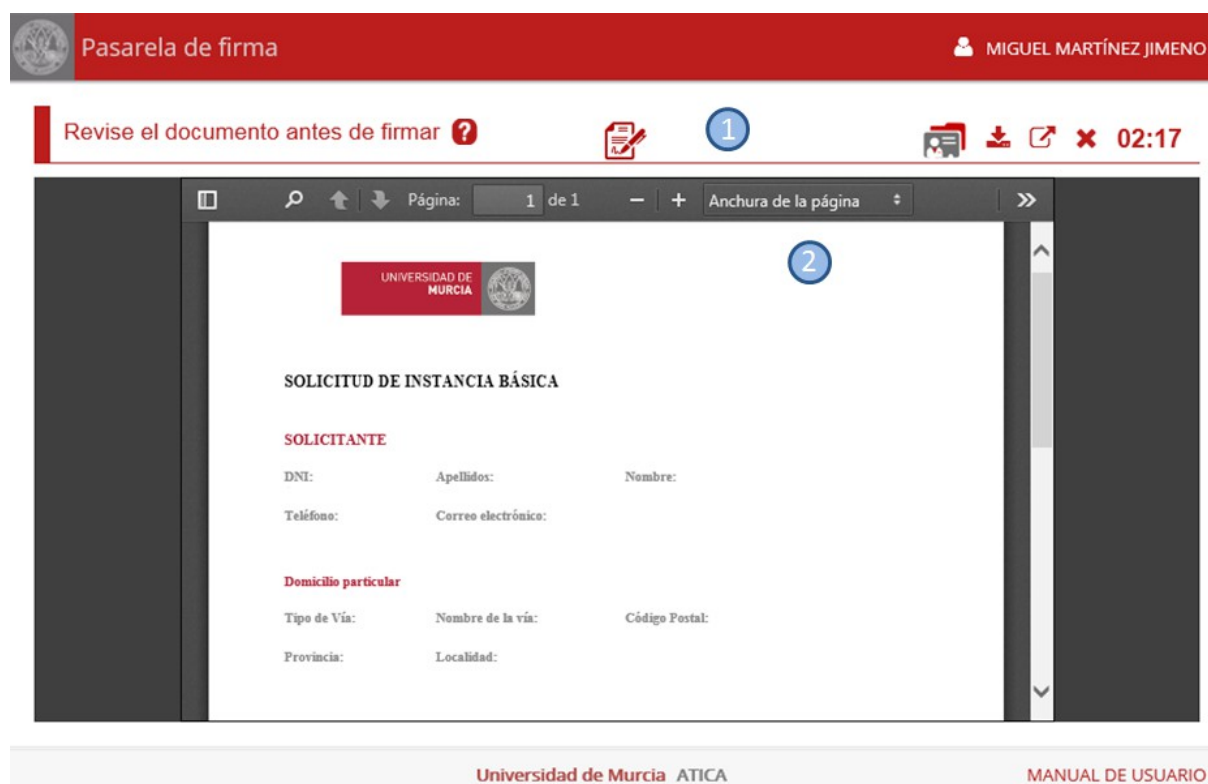 Pasarela de firma MIGUEL MARTÍNEZ JIMENO
Revise el documento antes de firmar ? 1 02:17
Página: 1 de 1 Anchura de la página
2
UNIVERSIDAD DE
MURCIA
SOLICITUD DE INSTANCIA BÁSICA
SOLICITANTE
DNI: Apellidos: Nombre:
Teléfono: Correo electrónico:
Domicilio particular
Tipo de Vía: Nombre de la vía: Código Postal:
Provincia: Localidad:
Universidad de Murcia ATICA MANUAL DE USUARIO